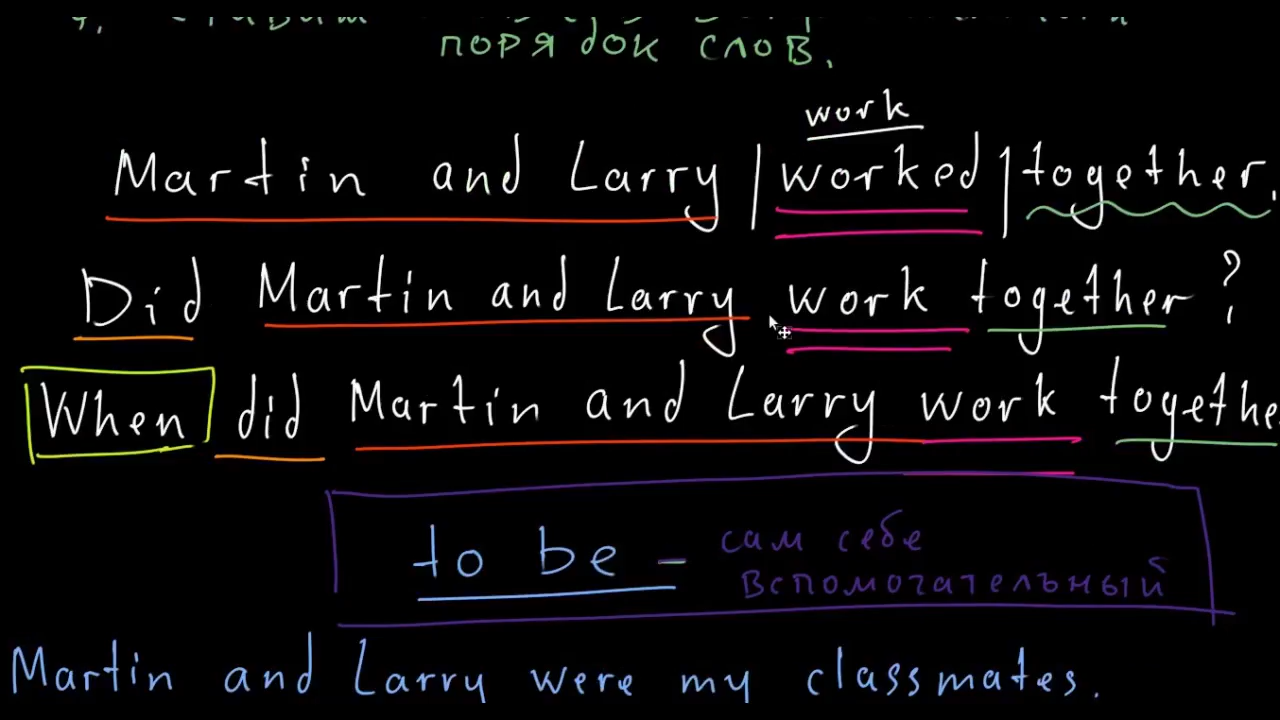 порядок слов.
work
Martin and Larry | worked | together.
Did Martin and Larry work together ?
When did Martin and Larry work togethe
to be – сам себе
вспомогательный
Martin and Larry were my classmates.